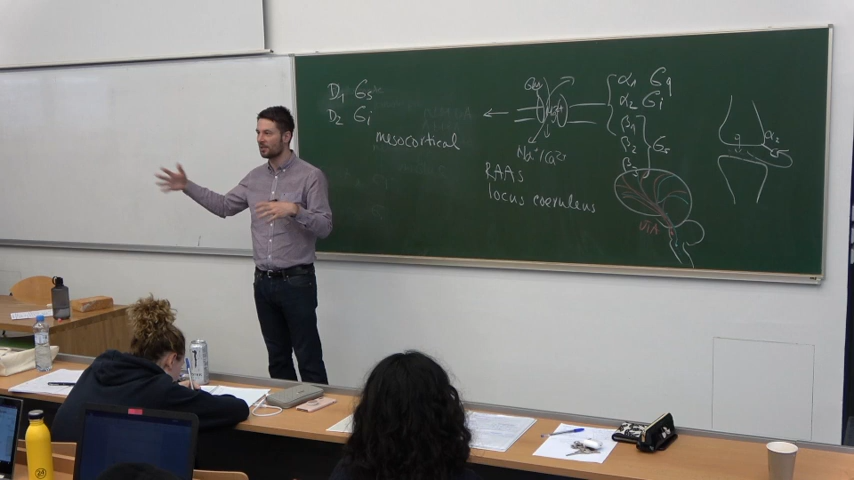 D1 Gs
D2 Gi
mesocortical
Na⁺/Ca²⁺
RAAs
locus coeruleus
α1 Gq
α2 Gi
β1
β2 Gs
β3
VTA
α2